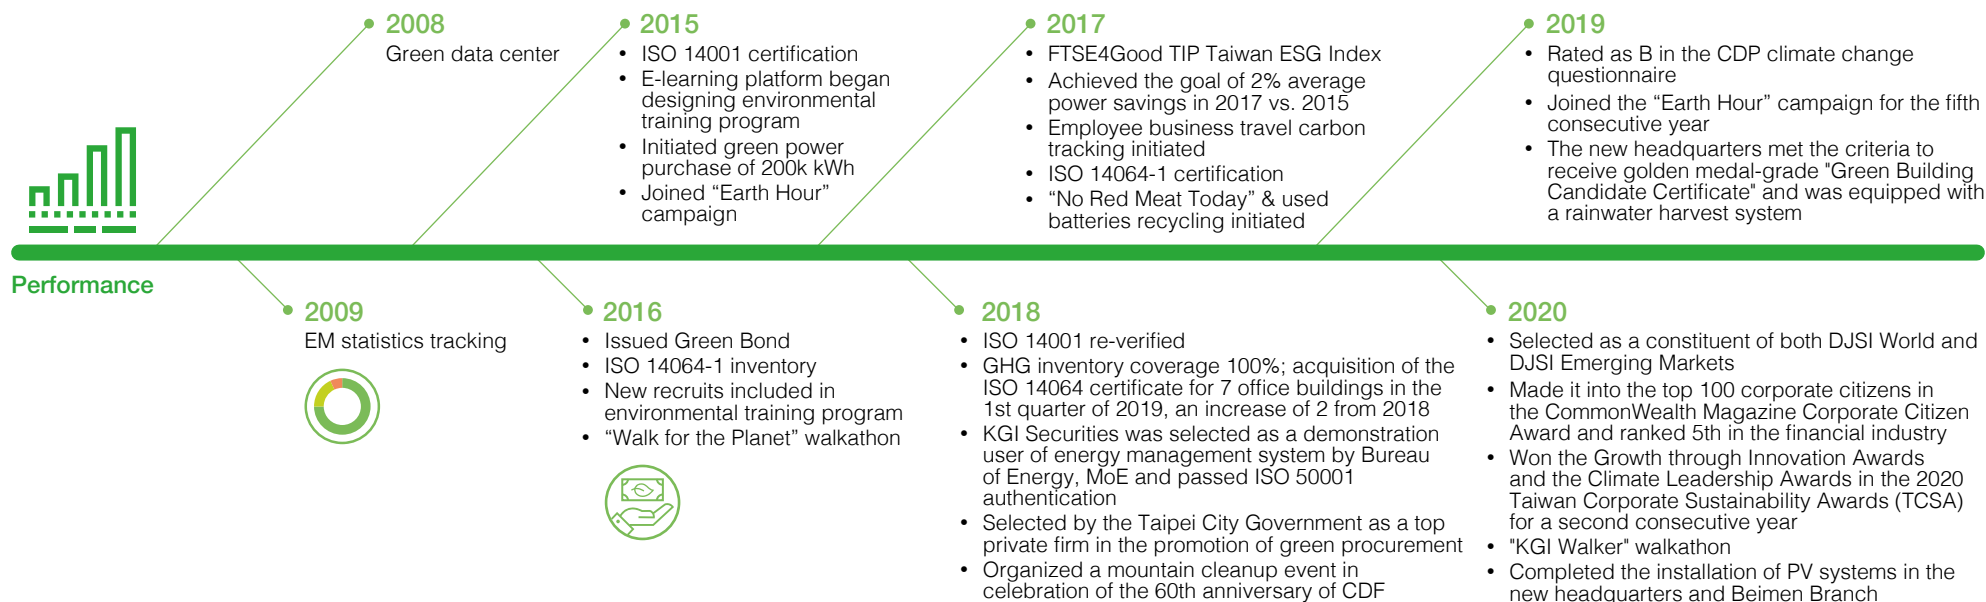 2008
Green data center
2015
• ISO 14001 certification
• E-learning platform began
designing environmental
training program
• Initiated green power
purchase of 200k kWh
• Joined “Earth Hour”
campaign
2017
• FTSE4Good TIP Taiwan ESG Index
• Achieved the goal of 2% average
power savings in 2017 vs. 2015
• Employee business travel carbon
tracking initiated
• ISO 14064-1 certification
• “No Red Meat Today” & used
batteries recycling initiated
2019
• Rated as B in the CDP climate change
questionnaire
• Joined the “Earth Hour” campaign for the fifth
consecutive year
• The new headquarters met the criteria to
receive golden medal-grade "Green Building
Candidate Certificate" and was equipped with
a rainwater harvest system
Performance
2009
EM statistics tracking
2016
• Issued Green Bond
• ISO 14064-1 inventory
• New recruits included in
environmental training program
• “Walk for the Planet” walkathon
2018
• ISO 14001 re-verified
• GHG inventory coverage 100%; acquisition of the
ISO 14064 certificate for 7 office buildings in the
1st quarter of 2019, an increase of 2 from 2018
• KGI Securities was selected as a demonstration
user of energy management system by Bureau
of Energy, MoE and passed ISO 50001
authentication
• Selected by the Taipei City Government as a top
private firm in the promotion of green procurement
• Organized a mountain cleanup event in
celebration of the 60th anniversary of CDF
2020
• Selected as a constituent of both DJSI World and
DJSI Emerging Markets
• Made it into the top 100 corporate citizens in
the CommonWealth Magazine Corporate Citizen
Award and ranked 5th in the financial industry
• Won the Growth through Innovation Awards
and the Climate Leadership Awards in the 2020
Taiwan Corporate Sustainability Awards (TCSA)
for a second consecutive year
• "KGI Walker" walkathon
• Completed the installation of PV systems in the
new headquarters and Beimen Branch